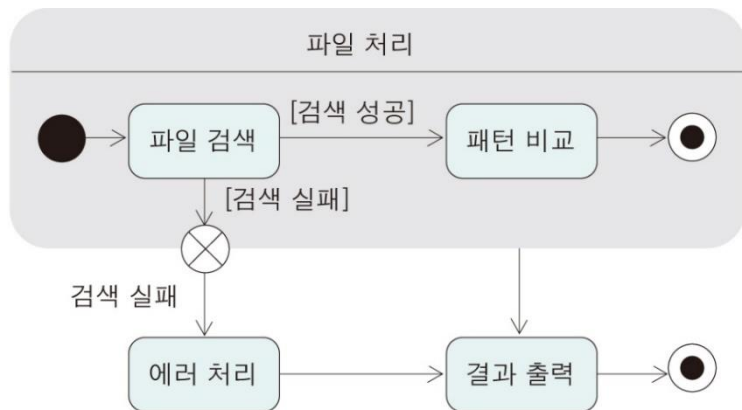 파일 처리
파일 검색
[검색 성공]
패턴 비교
[검색 실패]
검색 실패
에러 처리
결과 출력